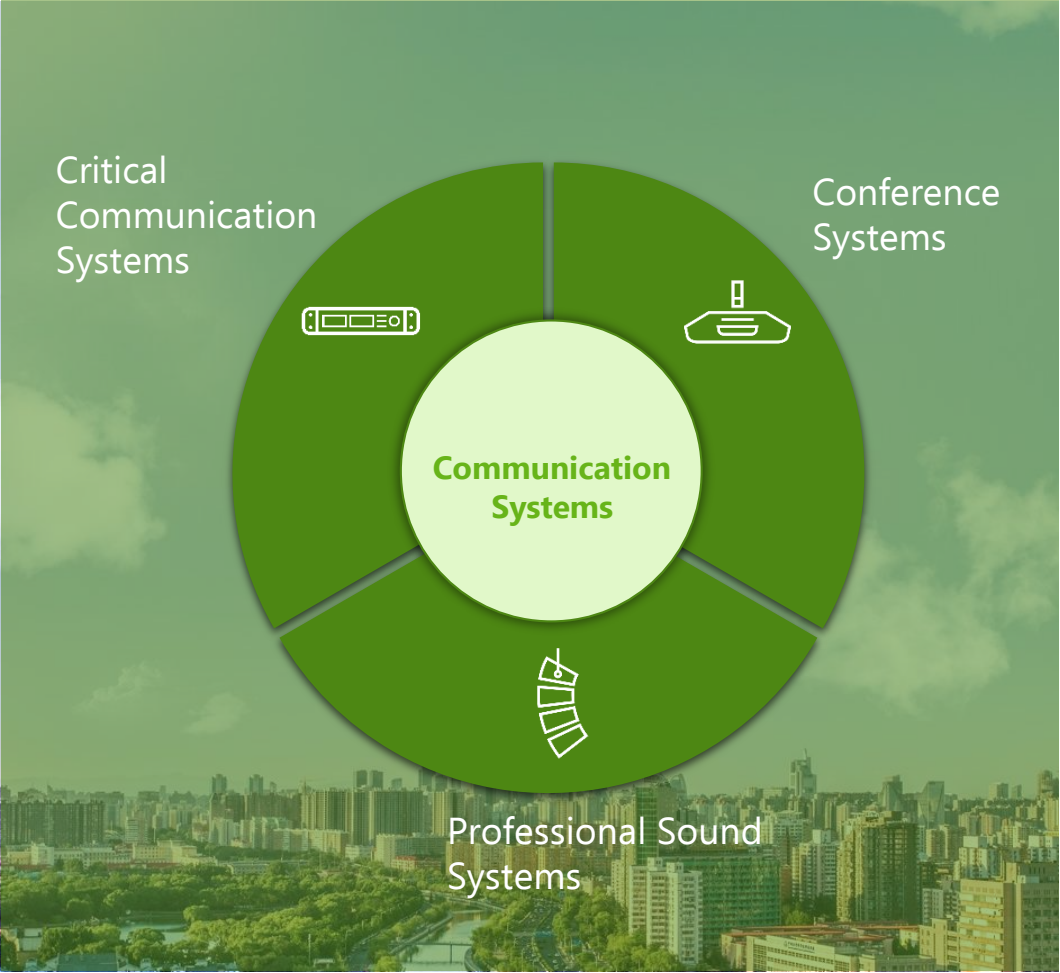 Critical
Communication
Systems
Conference
Systems
Communication
Systems
Professional Sound
Systems